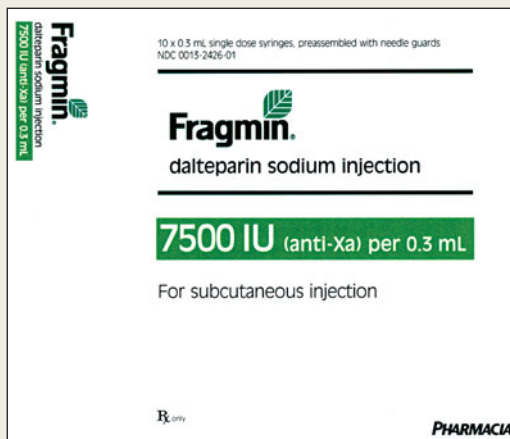 Fragmin.
dalteparin sodium injection
7500 IU (anti-Xa) per 0.3 mL
10 x 0.3 mL single dose syringes, preassembled with needle guards
NDC 0013-2426-01
Fragmin.
dalteparin sodium injection
7500 IU (anti-Xa) per 0.3 mL
For subcutaneous injection
Rx only
PHARMACIA